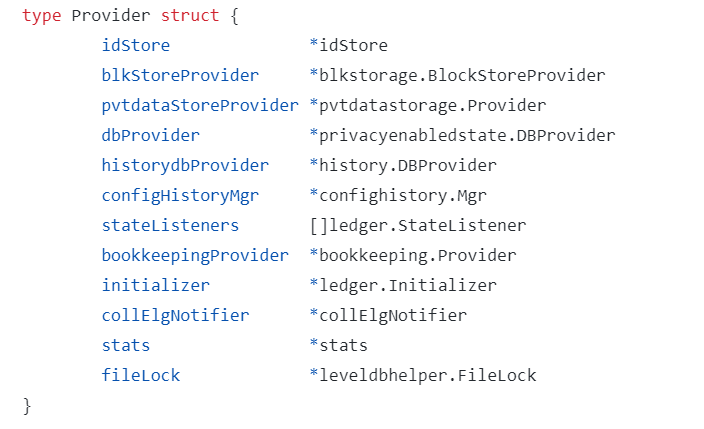 type Provider struct {
idStore *idStore
blkStoreProvider *blkstorage.BlockStoreProvider
pvtdataStoreProvider *pvtdatastorage.Provider
dbProvider *privacyenabledstate.DBProvider
historydbProvider *history.DBProvider
configHistoryMgr *confighistory.Mgr
stateListeners []ledger.StateListener
bookkeepingProvider *bookkeeping.Provider
initializer *ledger.Initializer
collElgNotifier *collElgNotifier
stats *stats
fileLock *leveldbhelper.FileLock
}